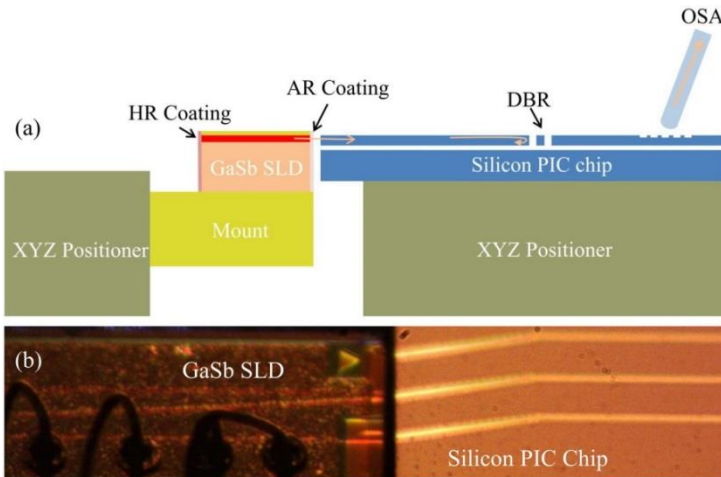 OSA
AR Coating
DBR
HR Coating
(a)
GaSb SLD
Silicon PIC chip
Mount
XYZ Positioner
XYZ Positioner
(b)
GaSb SLD
Silicon PIC Chip